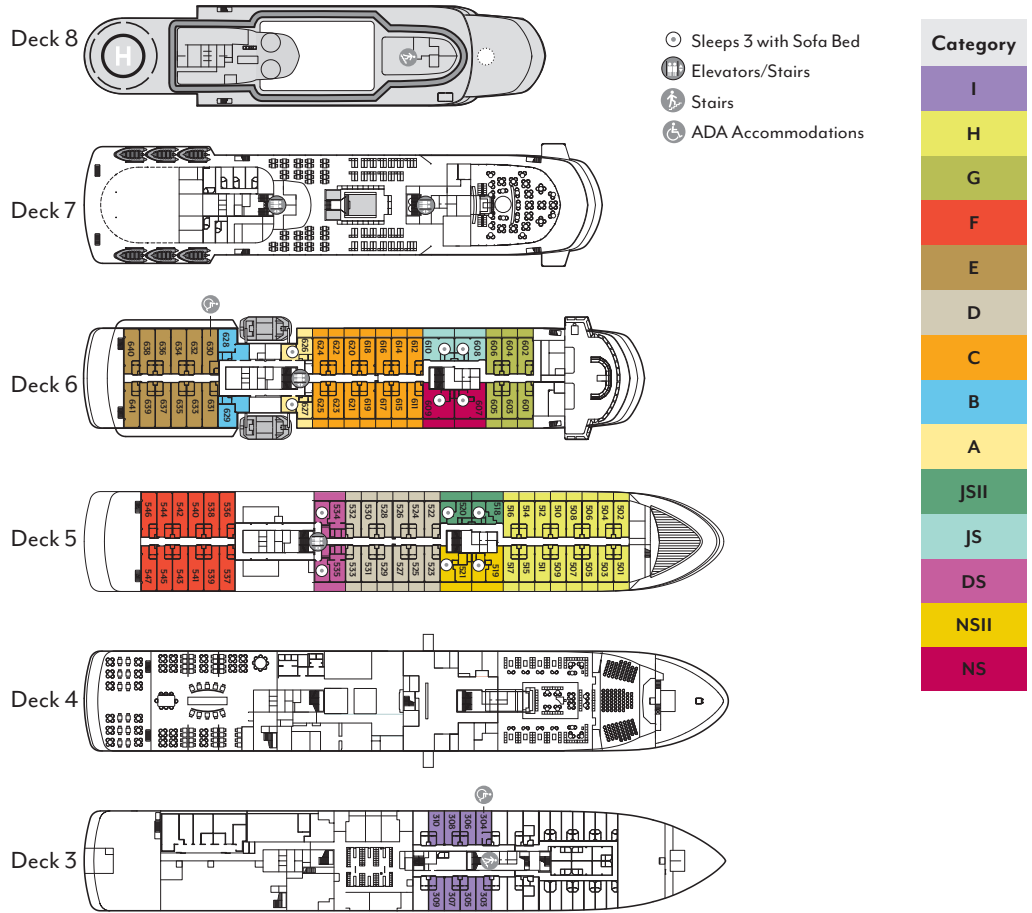 Deck 8
H
Sleeps 3 with Sofa Bed
Elevators/Stairs
Stairs
ADA Accommodations
Category
I
H
G
F
E
D
C
B
A
JSII
JS
DS
NSII
NS
Deck 7
Deck 6
640 638 636 634 632 630 628 626 624 622 620 618 616 614 612 610 608 606 604 602
641 639 637 635 633 631 629 627 625 623 621 619 617 615 611 609 607 605 603 601
Deck 5
546 544 542 540 538 536 534 532 530 528 526 524 522 520 518 516 514 512 510 508 506 504 502
547 545 543 541 539 537 535 533 531 529 527 525 523 521 519 517 515 511 509 507 505 503 501
Deck 4
Deck 3
310 308 306 304
309 307 305 303